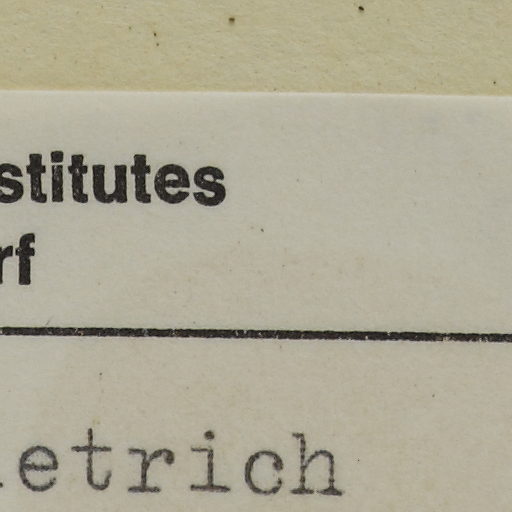 stitutes
rf
etrich